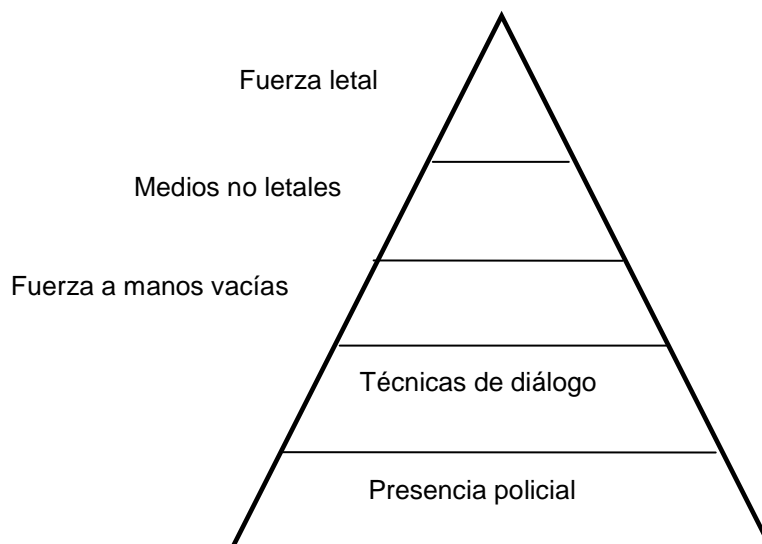 Fuerza letal
Medios no letales
Fuerza a manos vacías
Técnicas de diálogo
Presencia policial